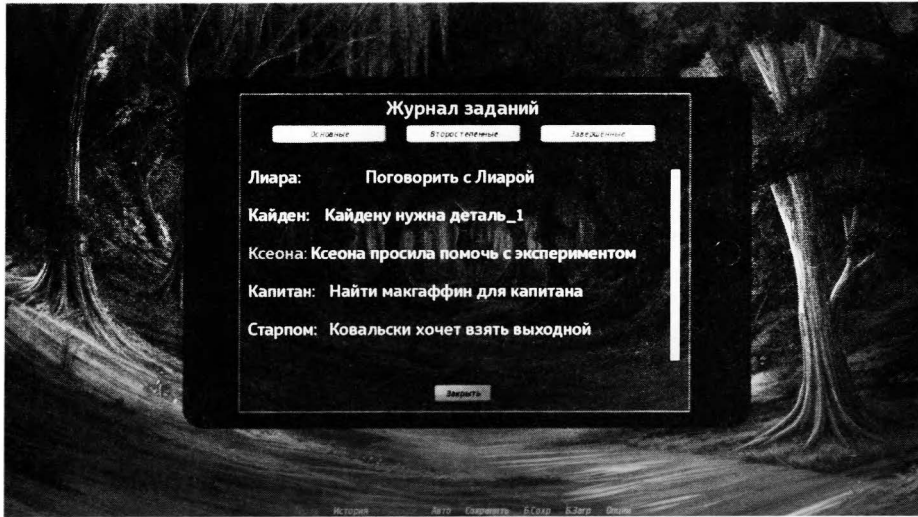 Журнал заданий
Основные Второстепенные Завершённые
Лиара: Поговорить с Лиарой
Кайден: Кайдену нужна деталь_1
Ксеона: Ксеона просила помочь с экспериментом
Капитан: Найти макгаффин для капитана
Старпом: Ковальски хочет взять выходной
Закрыть
История Авто Сохранить Б.Сохр Б.Загр Опции